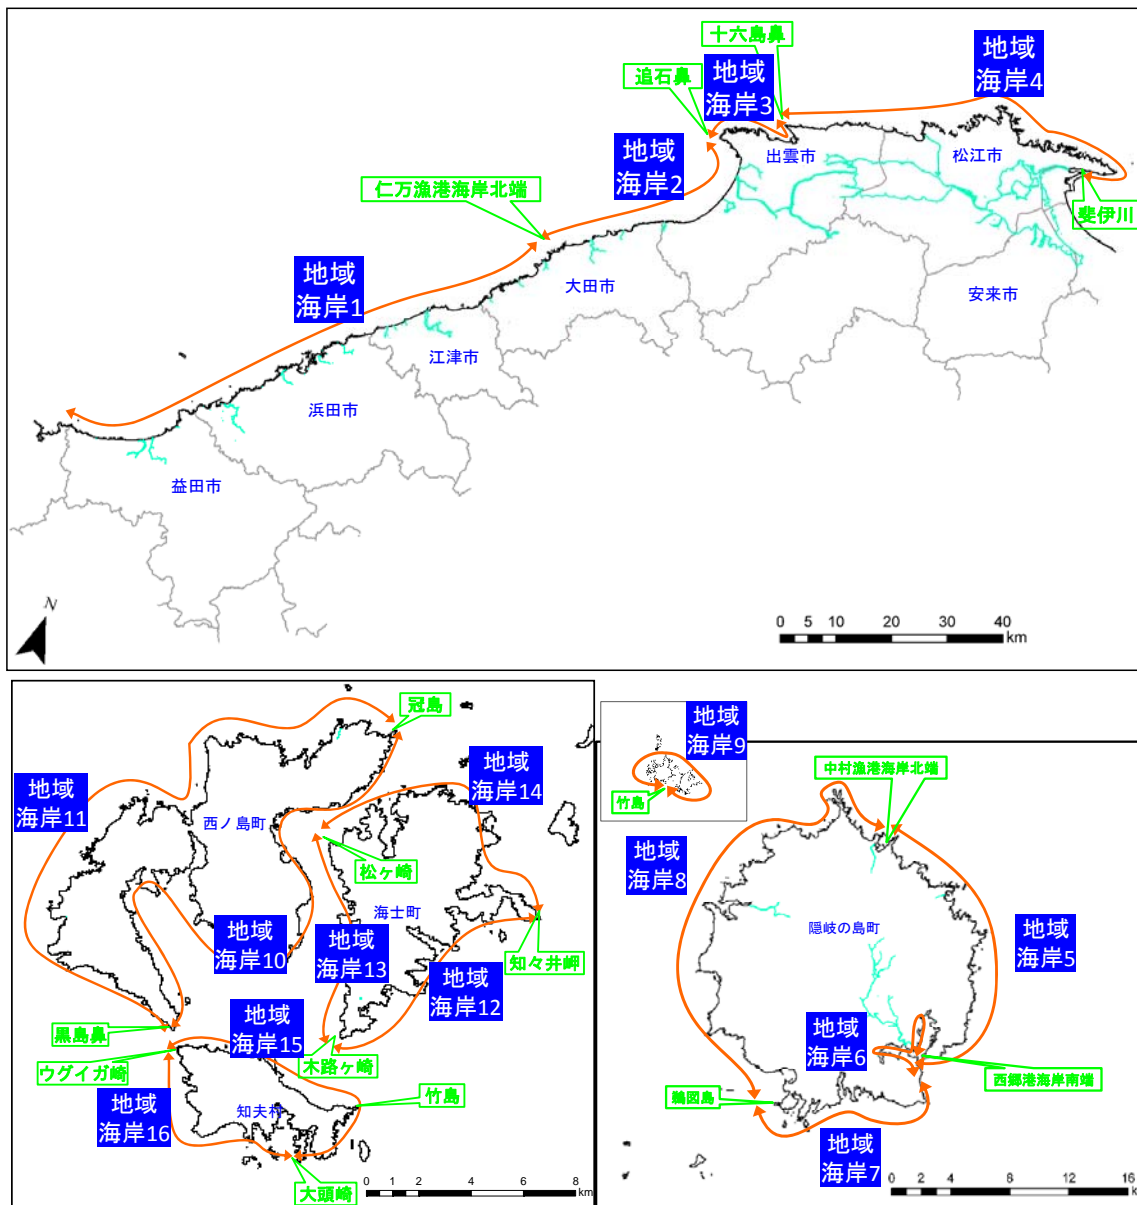 十六島鼻
地域
海岸4
地域
海岸3
追石鼻
地域
海岸2
出雲市
松江市
仁万漁港海岸北端
斐伊川
地域
海岸1
大田市
安来市
江津市
浜田市
益田市
N
0 5 10 20 30 40
km
冠島
地域
海岸14
地域
海岸11
西ノ島町
松ヶ崎
海士町
地域
海岸10
地域
海岸13
知々井岬
地域
海岸12
黒島鼻
地域
海岸15
ウグイガ崎
木路ヶ崎
地域
海岸16
知夫村
竹島
大頭崎
0 2 4 6 8
km
地域
海岸9
竹島
中村漁港海岸北端
地域
海岸8
隠岐の島町
地域
海岸5
地域
海岸6
西郷港海岸南端
地域
海岸7
0 2 4 8 12 16